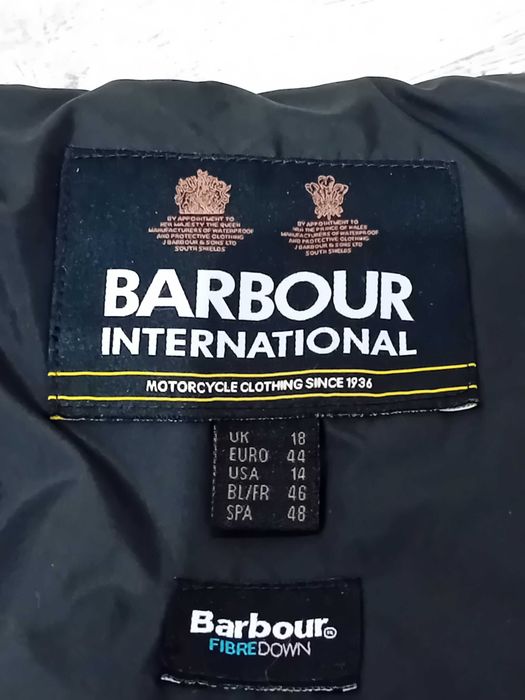 BY APPOINTMENT TO
HER MAJESTY THE QUEEN
MANUFACTURERS OF WATERPROOF
AND PROTECTIVE CLOTHING
J BARBOUR & SONS LTD
SOUTH SHIELDS
BY APPOINTMENT TO
HRH THE PRINCE OF WALES
MANUFACTURERS OF WATERPROOF
AND PROTECTIVE CLOTHING
J BARBOUR & SONS LTD
SOUTH SHIELDS
BARBOUR
INTERNATIONAL
MOTORCYCLE CLOTHING SINCE 1936
UK 18
EURO 44
USA 14
BL/FR 46
SPA 48
Barbour®
FIBREDOWN